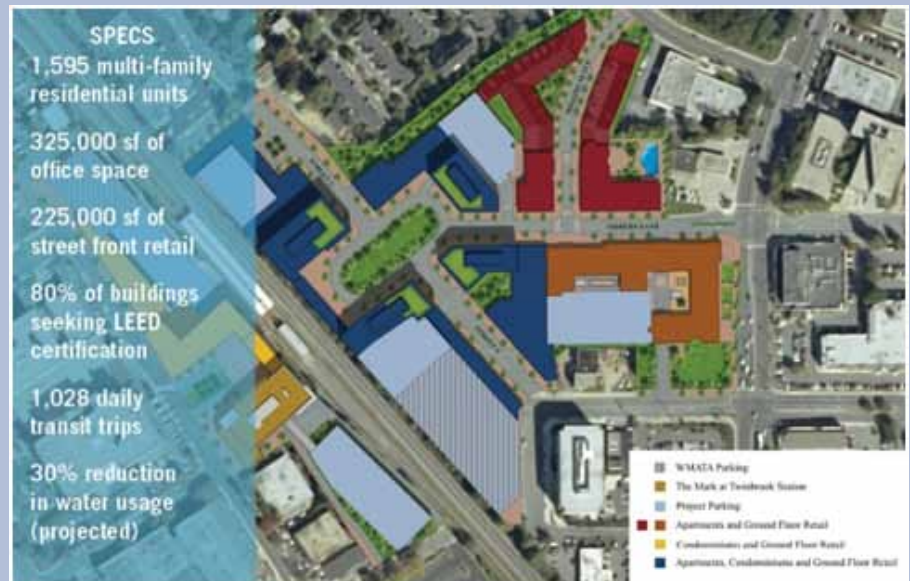 SPECS
1,595 multi-family
residential units
325,000 sf of
office space
225,000 sf of
street front retail
80% of buildings
seeking LEED
certification
1,028 daily
transit trips
30% reduction
in water usage
(projected)
WMATA Parking
The Mark at Twinbrook Station
Project Parking
Apartments and Ground Floor Retail
Condominiums and Ground Floor Retail
Apartments, Condominiums and Ground Floor Retail